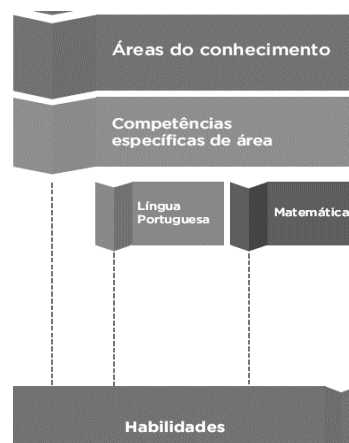 Áreas do conhecimento
Competências
específicas de área
Língua
Portuguesa
Matemática
Habilidades